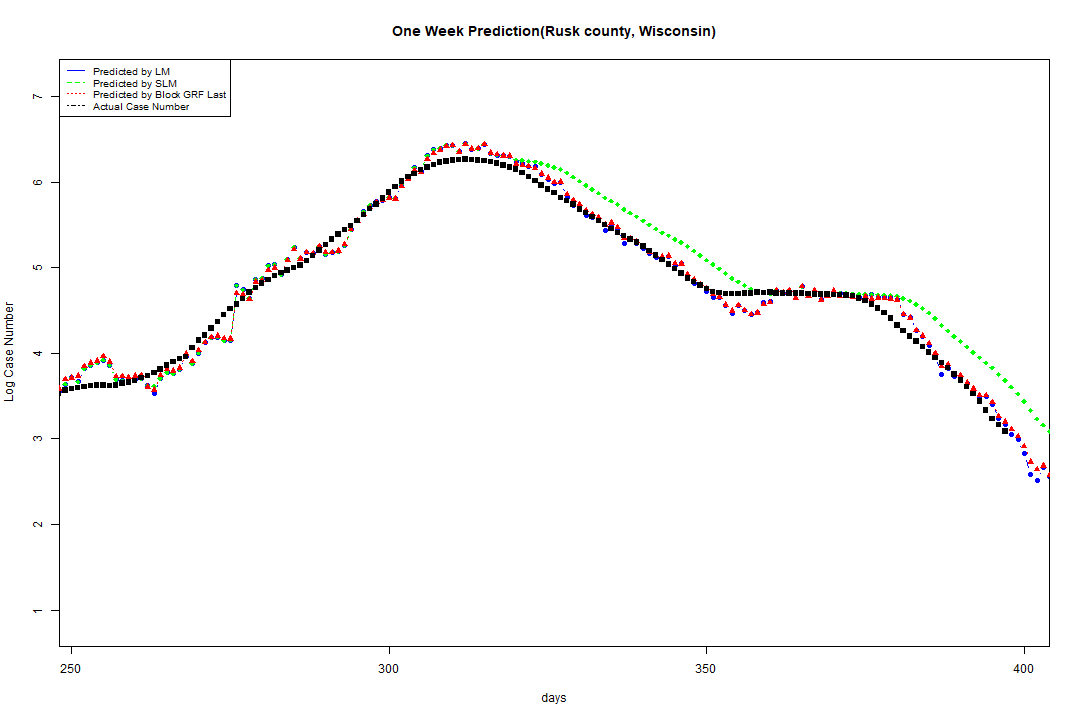 One Week Prediction(Rusk county, Wisconsin)
Predicted by LM
Predicted by SLM
Predicted by Block GRF Last
Actual Case Number
7
6
5
4
3
2
1
Log Case Number
250 300 350 400
days